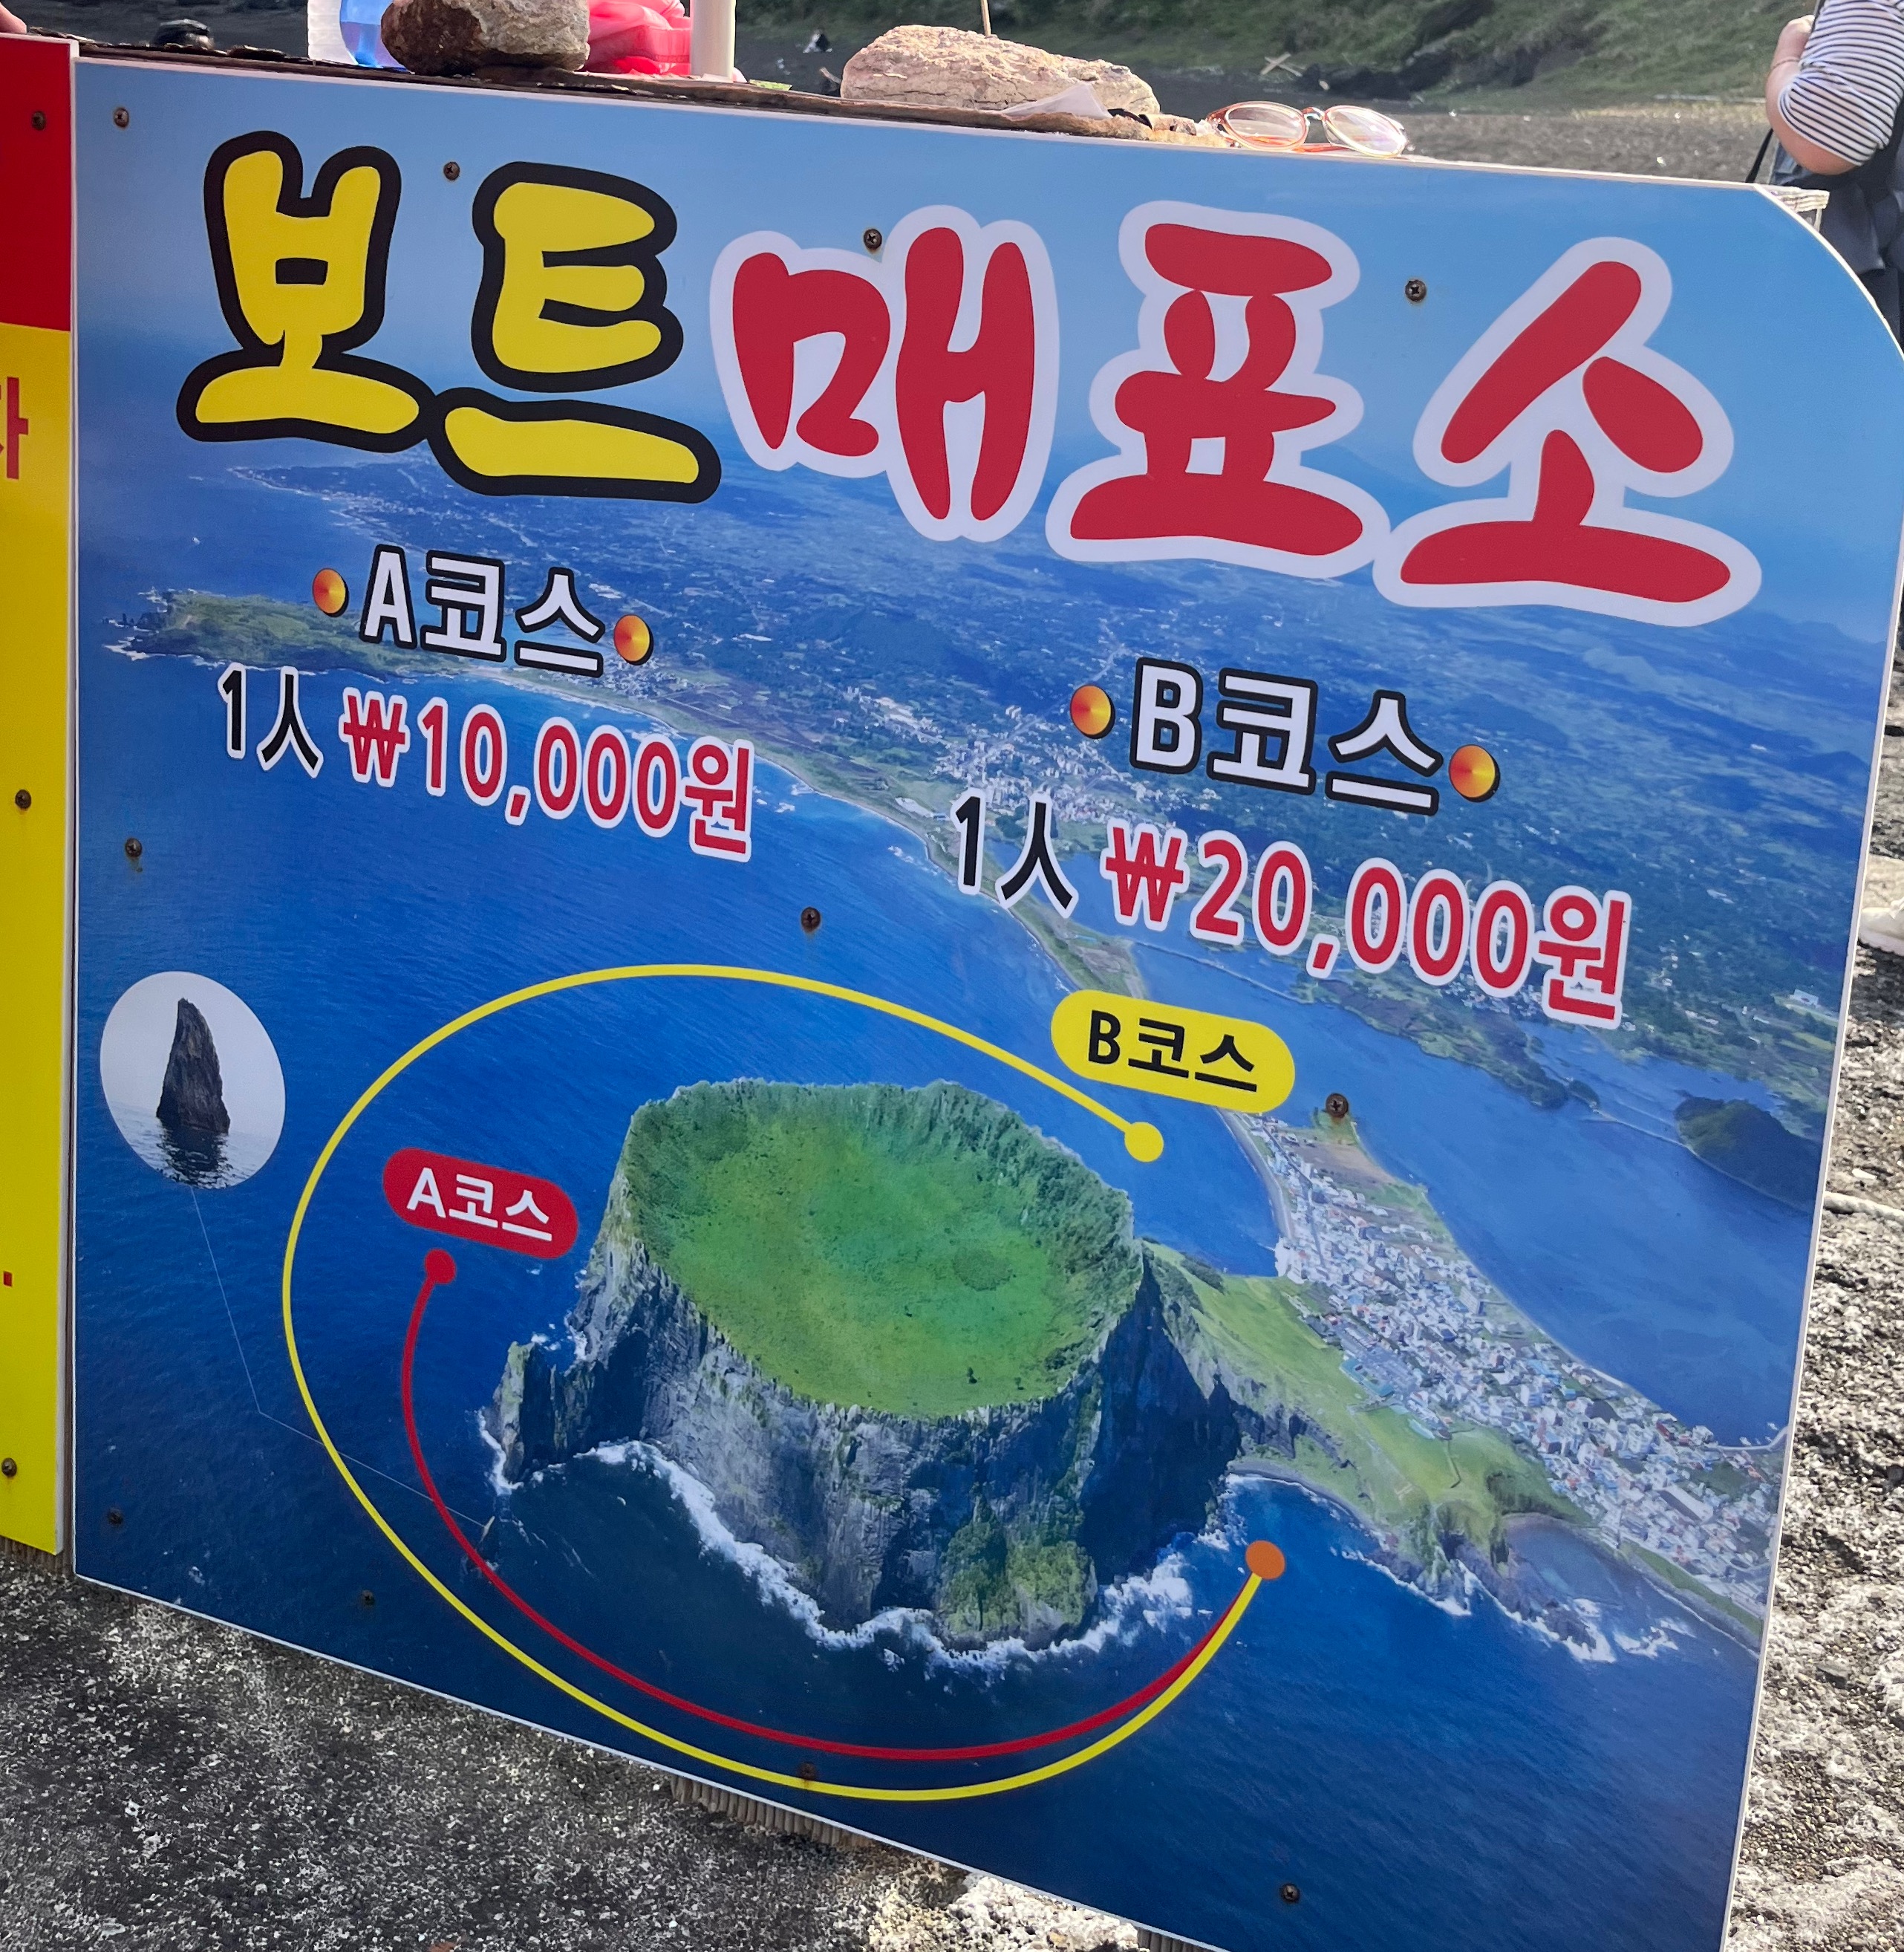 보트매표소
A코스
1人 ₩10,000원
B코스
1人 ₩20,000원
B코스
A코스